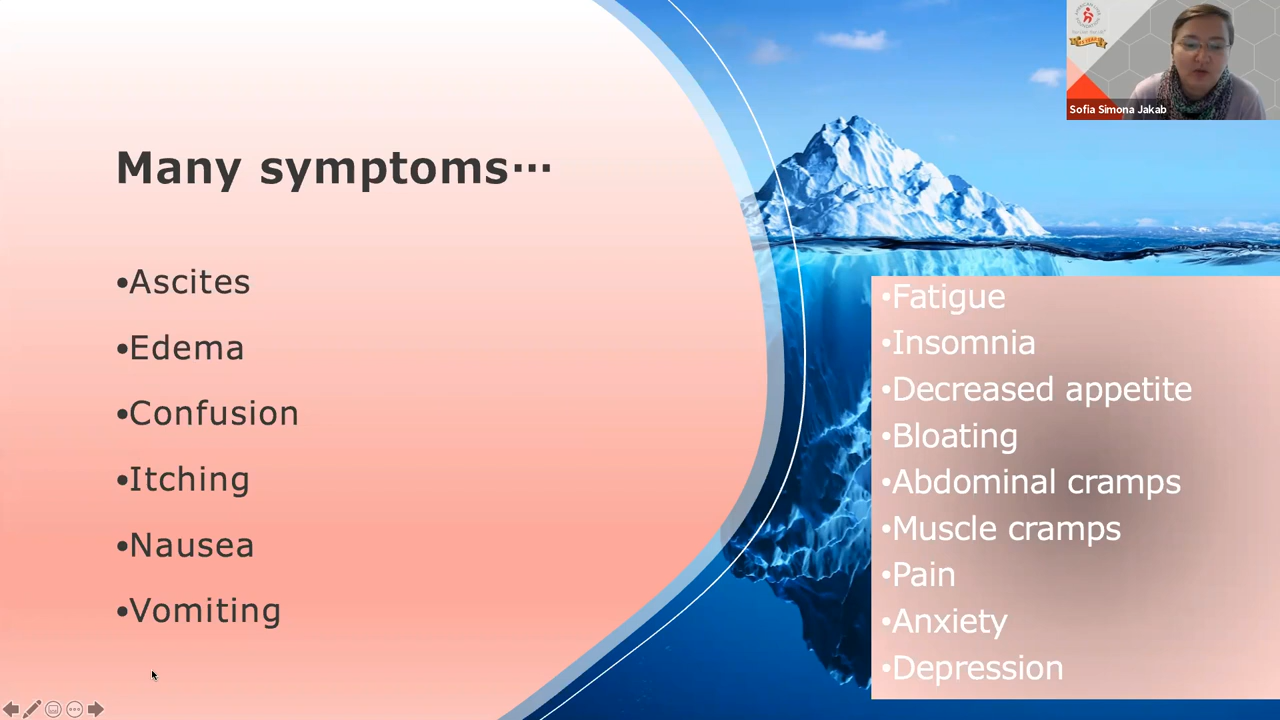 Many symptoms…
•Ascites
•Edema
•Confusion
•Itching
•Nausea
•Vomiting
•Fatigue
•Insomnia
•Decreased appetite
•Bloating
•Abdominal cramps
•Muscle cramps
•Pain
•Anxiety
•Depression
Sofia Simona Jakab